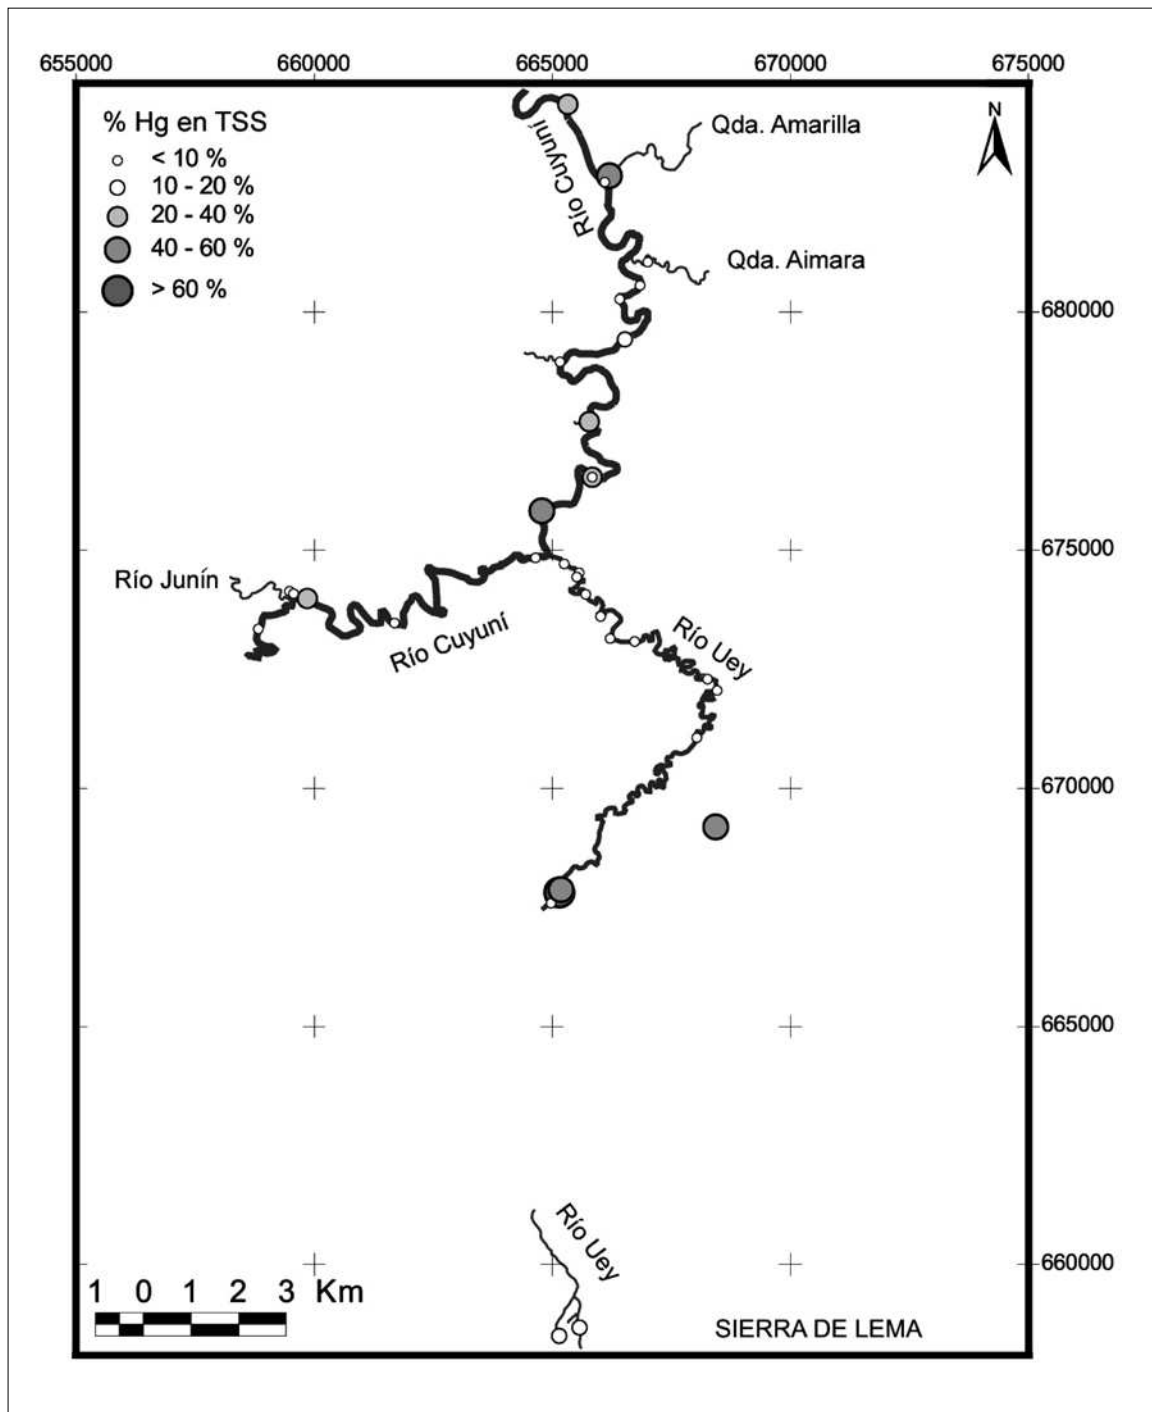 655000 660000 665000 670000 675000
% Hg en TSS
< 10 %
10 - 20 %
20 - 40 %
40 - 60 %
> 60 %
N
Qda. Amarilla
Río Cuyuní
Qda. Aimara
680000
675000
Río Junín
Río Cuyuní
Río Uey
670000
665000
Río Uey
660000
1 0 1 2 3 Km
SIERRA DE LEMA